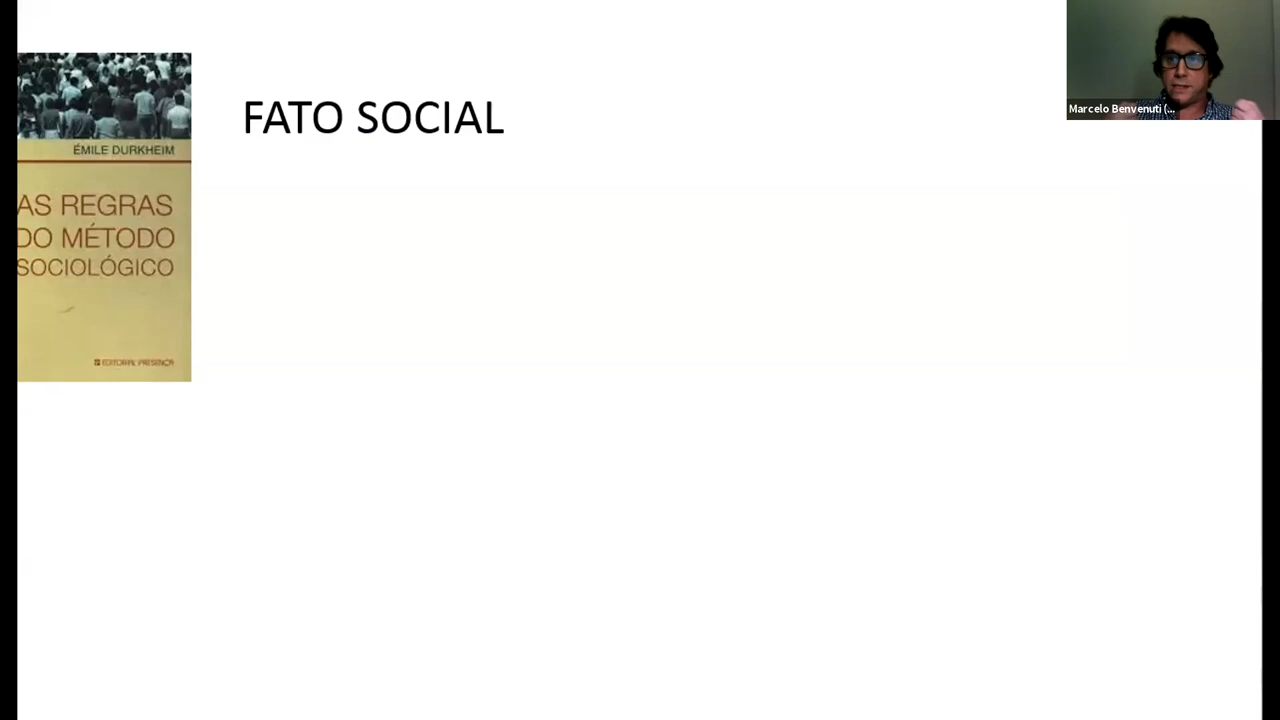 FATO SOCIAL
Marcelo Benvenuti (...
ÉMILE DURKHEIM
AS REGRAS
DO MÉTODO
SOCIOLÓGICO
EDITORIAL PRESENÇA